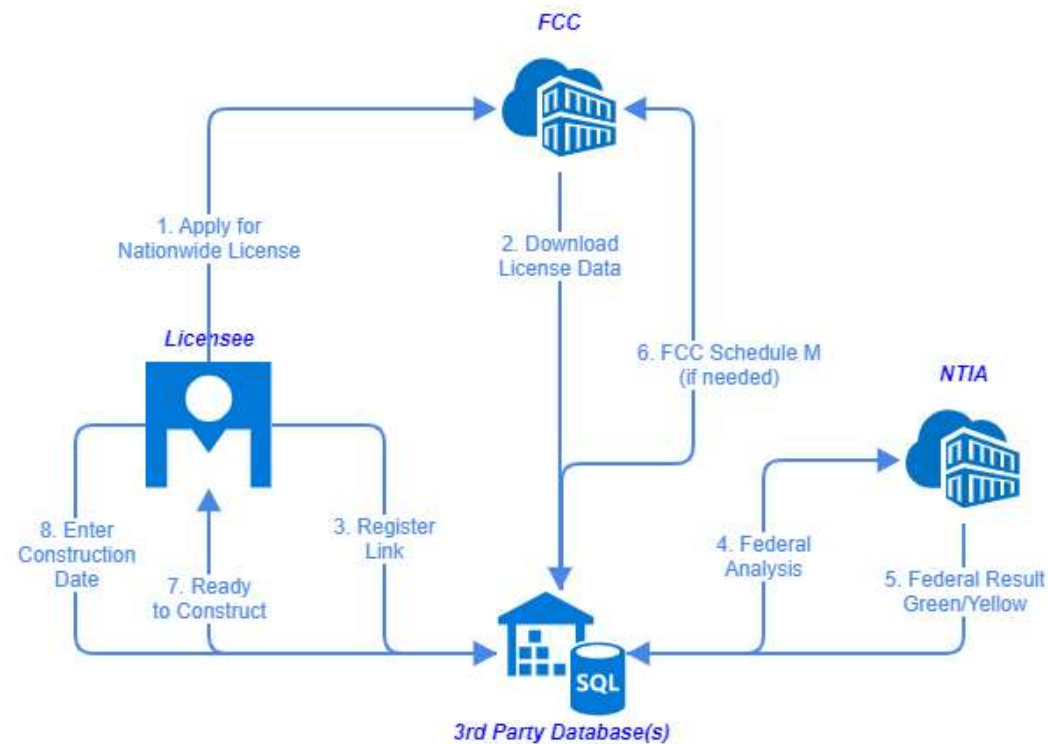 FCC
1. Apply for
Nationwide License
2. Download
License Data
Licensee
6. FCC Schedule M
(if needed)
NTIA
8. Enter
Construction
Date
7. Ready
to Construct
3. Register
Link
4. Federal
Analysis
5. Federal Result
Green/Yellow
SQL
3rd Party Database(s)